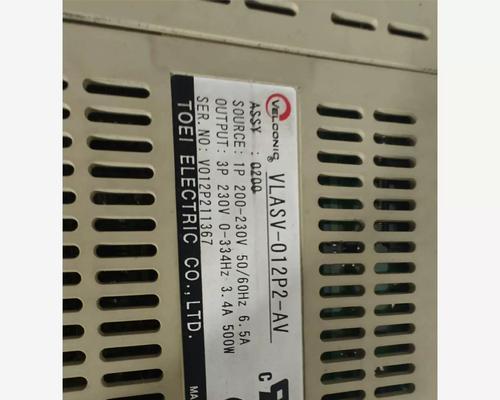 VELCONIC® VLASV-012P2-AV
ASSY : 0200
SOURCE: 1P 200-230V 50/60Hz 6.5A
OUTPUT: 3P 230V 0-334Hz 3.4A 500W
SER.NO: V012P211367
TOEI ELECTRIC CO.,LTD.